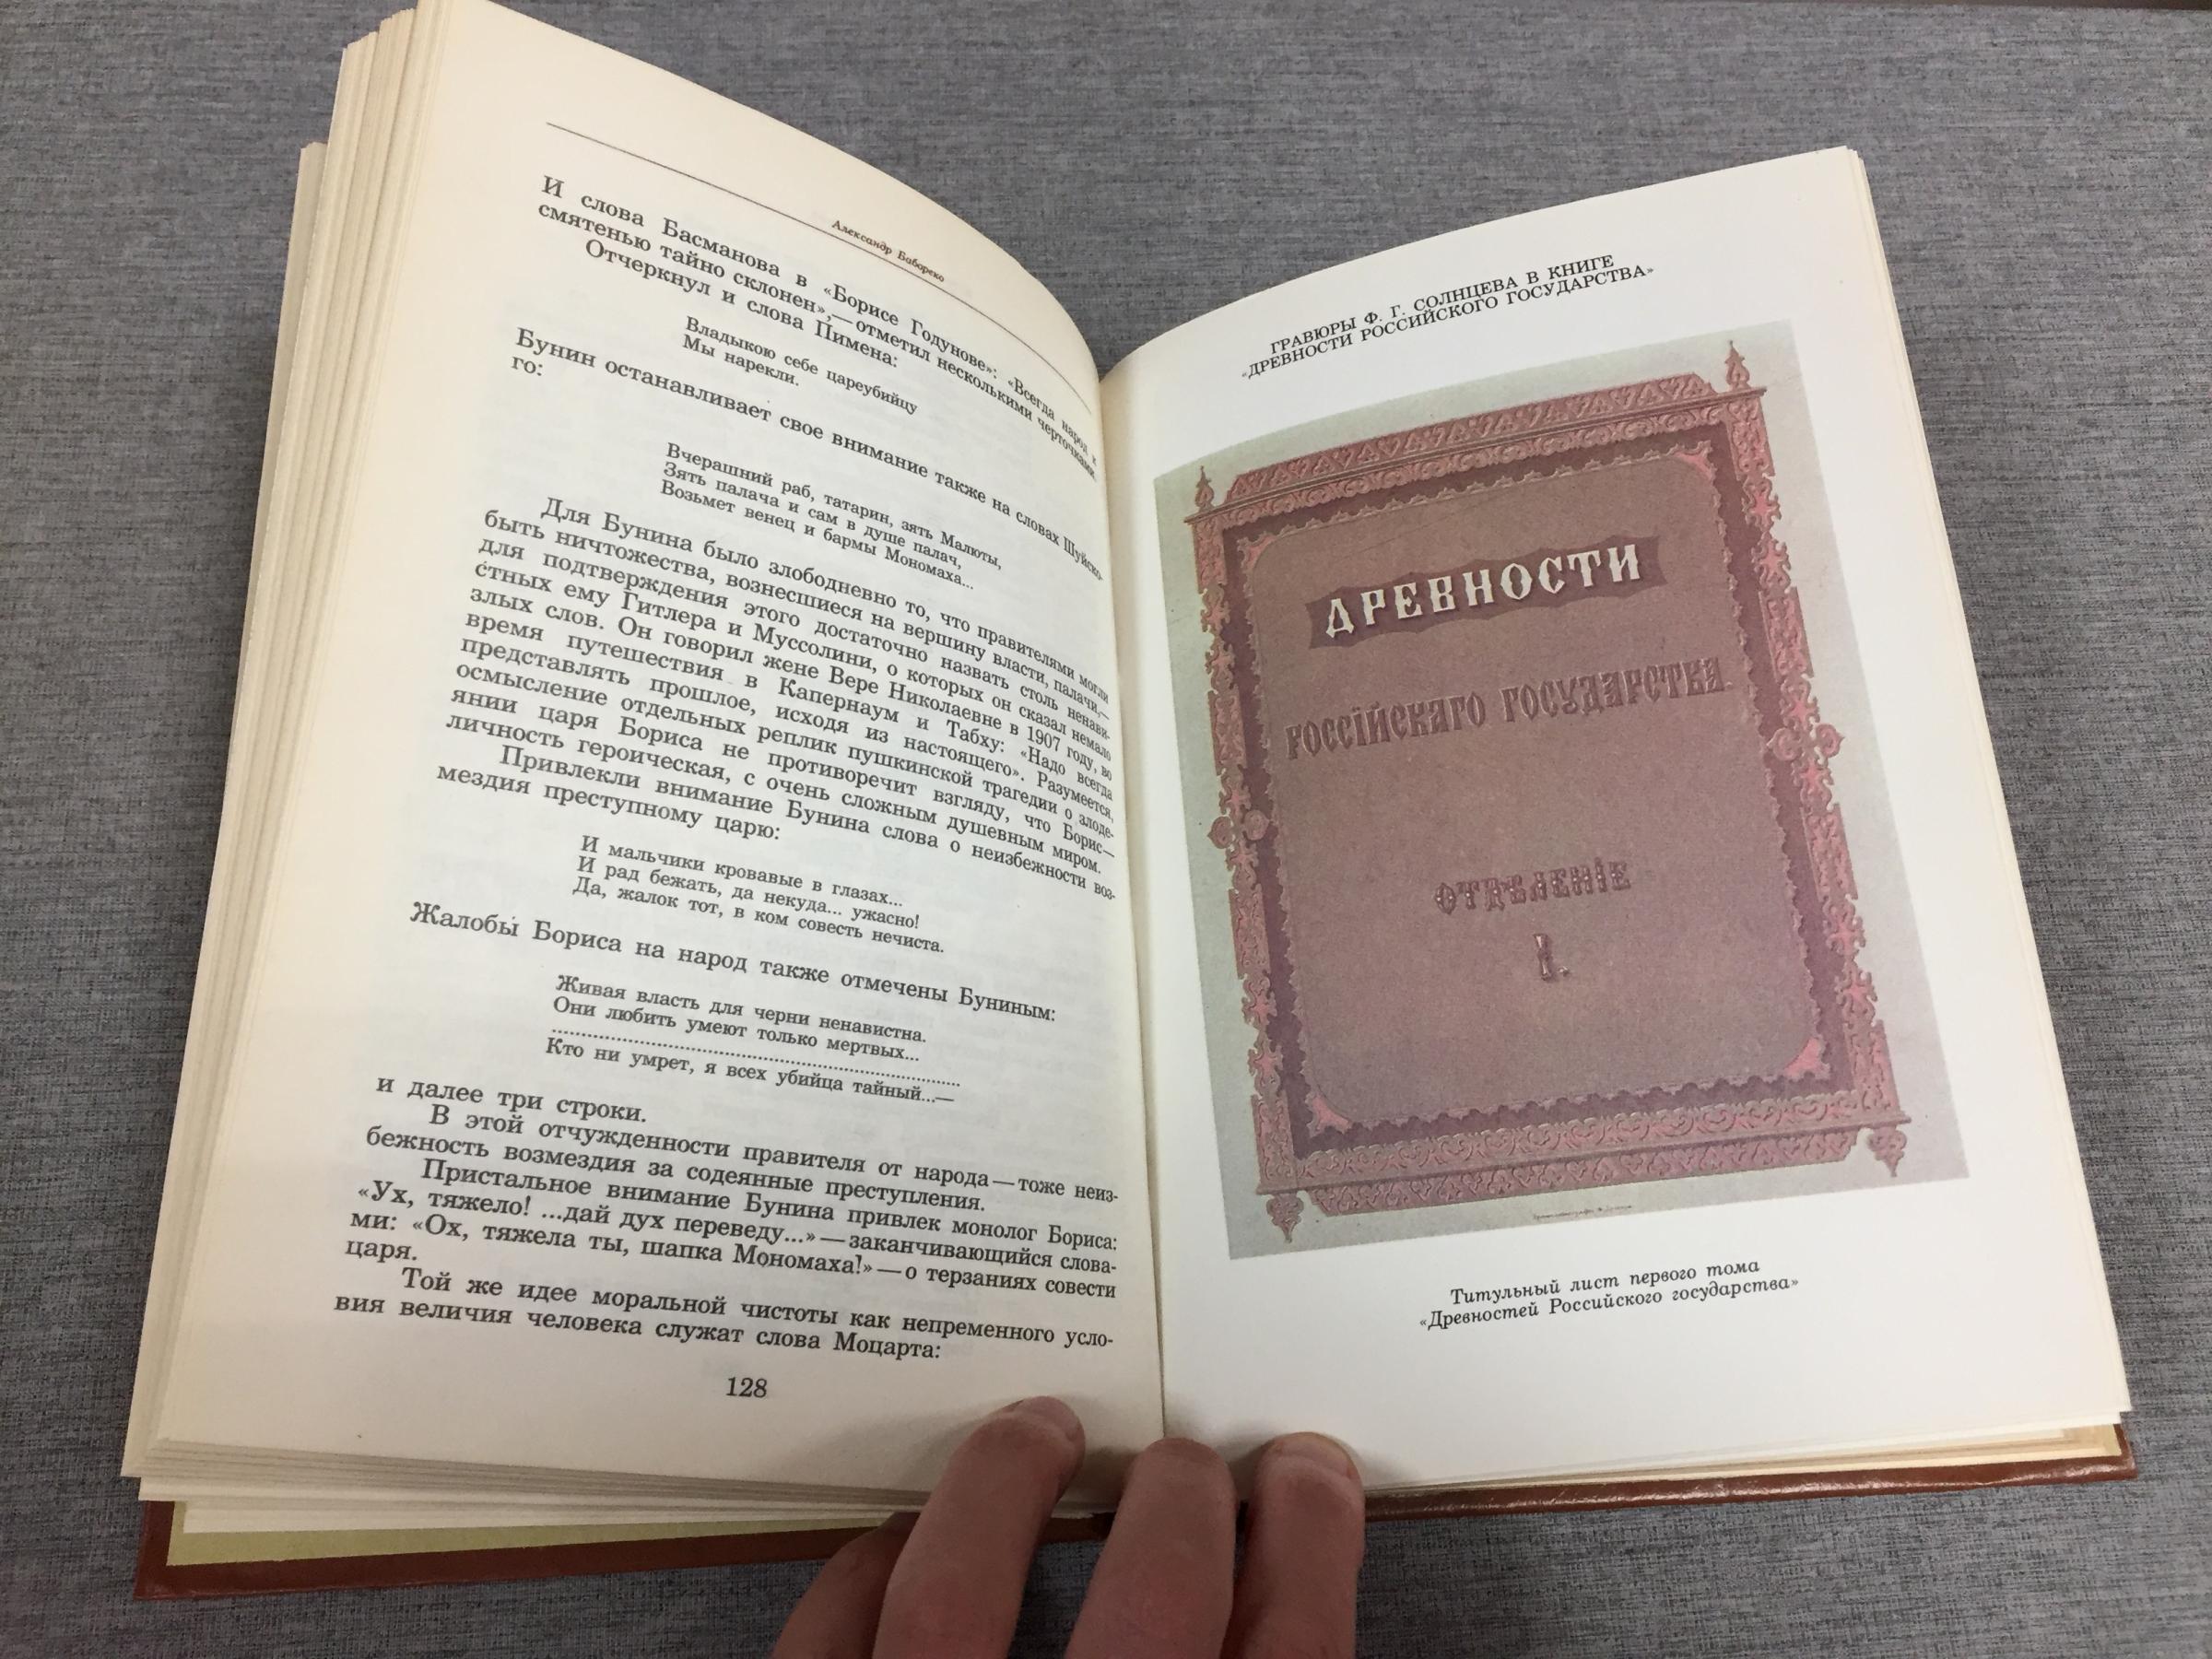 Александр Бабореко
И слова Басманова в «Борисе Годунове»: «Всегда народ к
смятенью тайно склонен»,—отметил несколькими черточками.
Отчеркнул и слова Пимена:
Владыкою себе цареубийцу
Мы нарекли.
Бунин останавливает свое внимание также на словах Шуйско-
го:
Вчерашний раб, татарин, зять Малюты,
Зять палача и сам в душе палач,
Возьмет венец и бармы Мономаха...
Для Бунина было злободневно то, что правителями могли
быть ничтожества, вознесшиеся на вершину власти, палачи,—
для подтверждения этого достаточно назвать столь ненави-
стных ему Гитлера и Муссолини, о которых он сказал немало
злых слов. Он говорил жене Вере Николаевне в 1907 году, во
время путешествия в Капернаум и Табху: «Надо всегда
представлять прошлое, исходя из настоящего». Разумеется,
осмысление отдельных реплик пушкинской трагедии о злоде-
янии царя Бориса не противоречит взгляду, что Борис—
личность героическая, с очень сложным душевным миром.
Привлекли внимание Бунина слова о неизбежности воз-
мездия преступному царю:
И мальчики кровавые в глазах...
И рад бежать, да некуда... ужасно!
Да, жалок тот, в ком совесть нечиста.
Жалобы Бориса на народ также отмечены Буниным:
Живая власть для черни ненавистна.
Они любить умеют только мертвых...
..........................................................
Кто ни умрет, я всех убийца тайный...—
и далее три строки.
В этой отчужденности правителя от народа—тоже неиз-
бежность возмездия за содеянные преступления.
Пристальное внимание Бунина привлек монолог Бориса:
«Ух, тяжело! ...дай дух переведу...»—заканчивающийся слова-
ми: «Ох, тяжела ты, шапка Мономаха!»—о терзаниях совести
царя.
Той же идее моральной чистоты как непременного усло-
вия величия человека служат слова Моцарта:
128
ГРАВЮРЫ Ф. Г. СОЛНЦЕВА В КНИГЕ
«ДРЕВНОСТИ РОССИЙСКОГО ГОСУДАРСТВА»
ДРЕВНОСТИ
РОССІЙСКАГО ГОСУДАРСТВА.
ОТДѢЛЕНІЕ
I.
Титульный лист первого тома
«Древностей Российского государства»